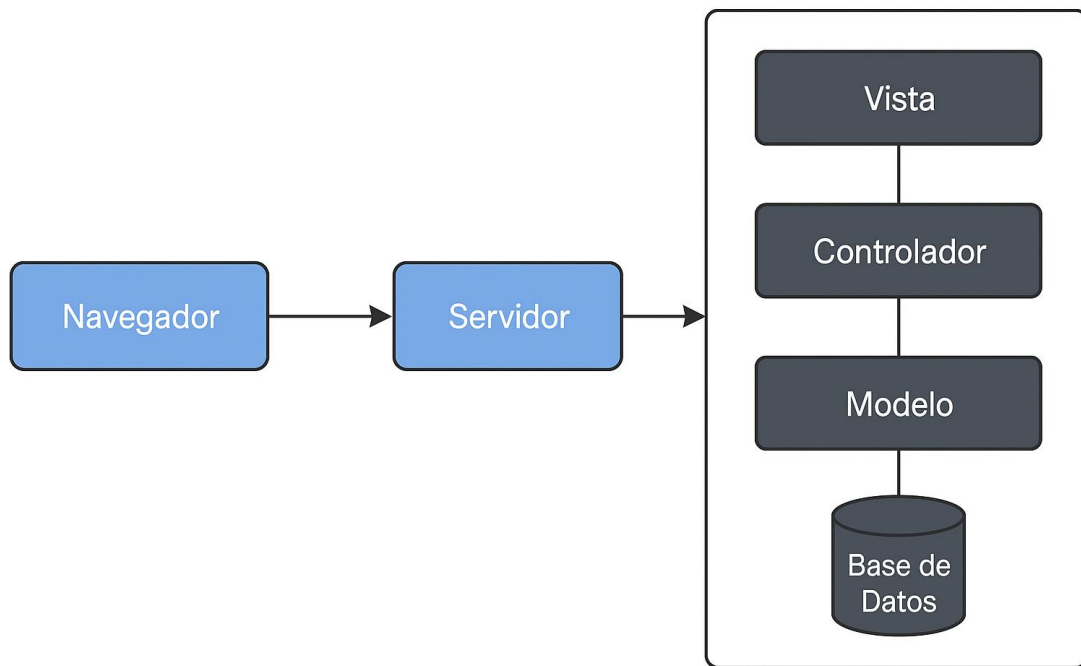 Navegador
Servidor
Vista
Controlador
Modelo
Base de
Datos